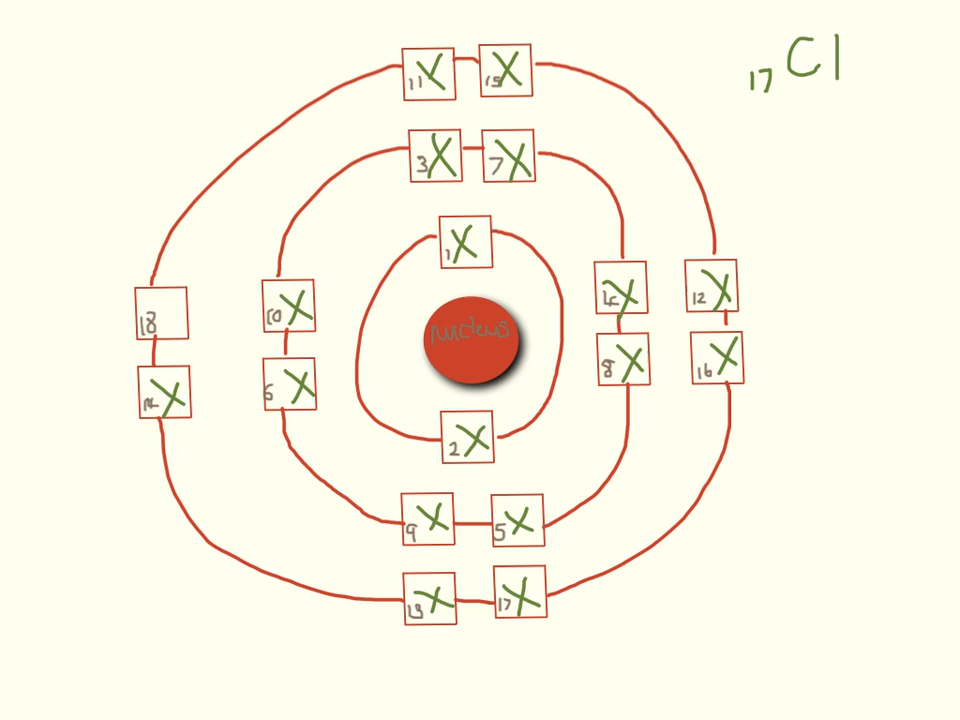 17 Cl
11 X 15 X
3 X 7 X
1 X
18
10 X
4 X
12 X
nucleus
14 X
6 X
8 X
16 X
2 X
9 X 5 X
13 X 17 X